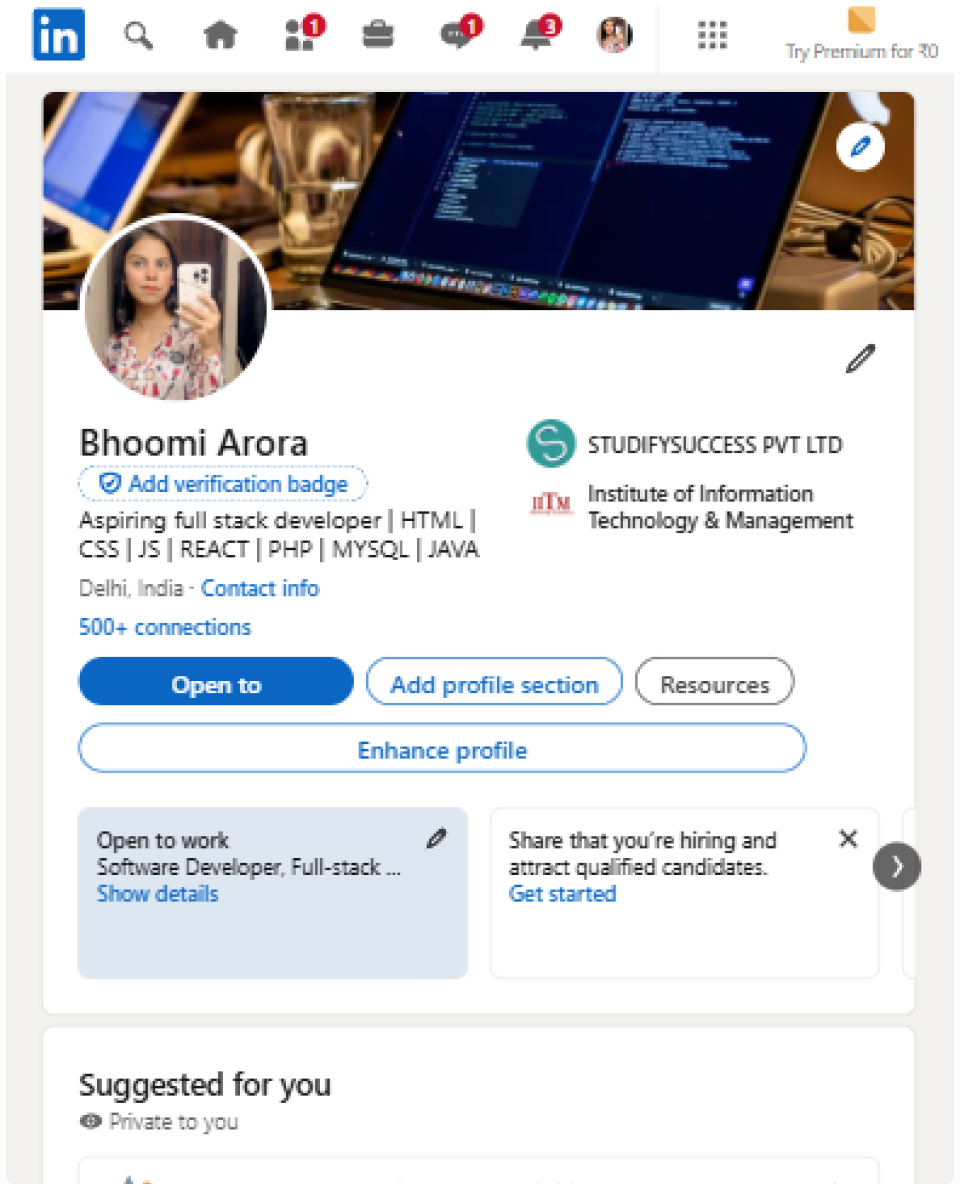 in
1
1
3
Try Premium for ₹0
Bhoomi Arora
STUDIFYSUCCESS PVT LTD
Add verification badge
IITM
Institute of Information
Technology & Management
Aspiring full stack developer | HTML |
CSS | JS | REACT | PHP | MYSQL | JAVA
Delhi, India · Contact info
500+ connections
Open to
Add profile section
Resources
Enhance profile
Open to work
Software Developer, Full-stack ...
Show details
Share that you're hiring and
attract qualified candidates.
Get started
Suggested for you
Private to you